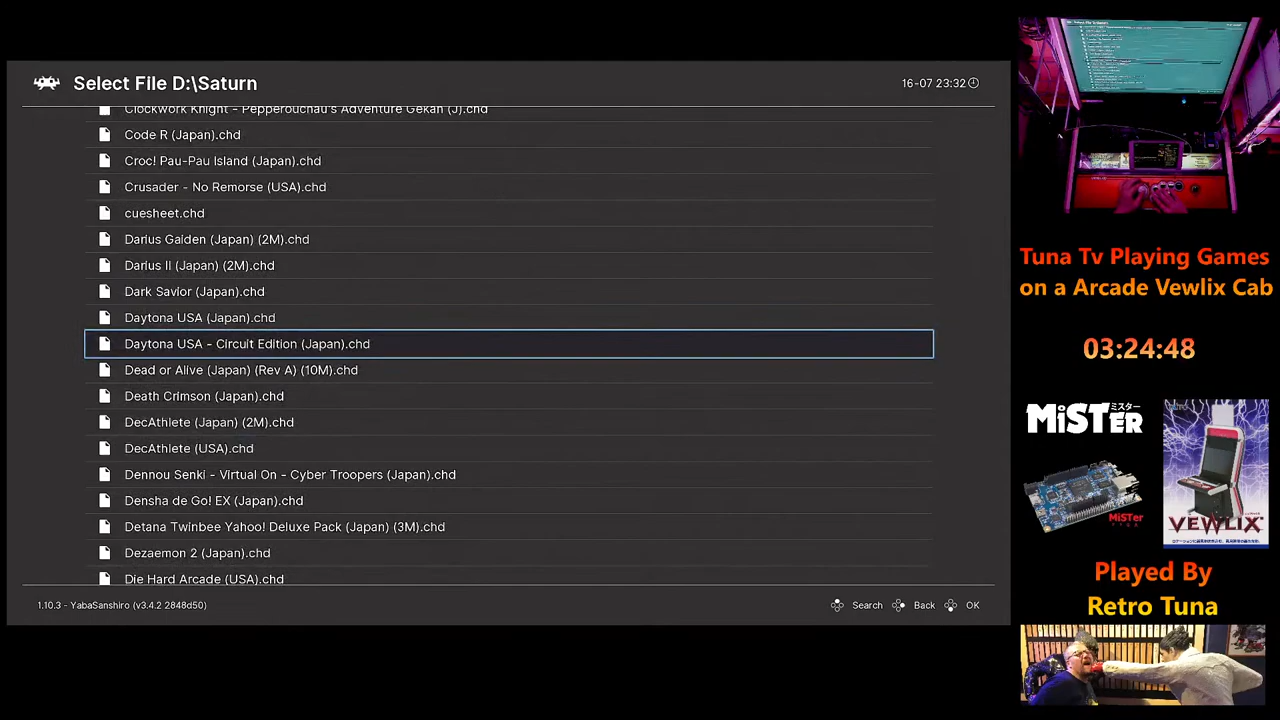 Select File D:\Saturn
16-07 23:32
Clockwork Knight - Pepperouchau's Adventure Gekan (J).chd
Code R (Japan).chd
Croc! Pau-Pau Island (Japan).chd
Crusader - No Remorse (USA).chd
cuesheet.chd
Darius Gaiden (Japan) (2M).chd
Darius II (Japan) (2M).chd
Dark Savior (Japan).chd
Daytona USA (Japan).chd
Daytona USA - Circuit Edition (Japan).chd
Dead or Alive (Japan) (Rev A) (10M).chd
Death Crimson (Japan).chd
DecAthlete (Japan) (2M).chd
DecAthlete (USA).chd
Dennou Senki - Virtual On - Cyber Troopers (Japan).chd
Densha de Go! EX (Japan).chd
Detana Twinbee Yahoo! Deluxe Pack (Japan) (3M).chd
Dezaemon 2 (Japan).chd
Die Hard Arcade (USA).chd
1.10.3 - YabaSanshiro (v3.4.2 2848d50)
Search
Back
OK
Tuna Tv Playing Games
on a Arcade Vewlix Cab
03:24:48
MiSTer
ミスター
MiSTer
TAITO
VEWLIX
Played By
Retro Tuna